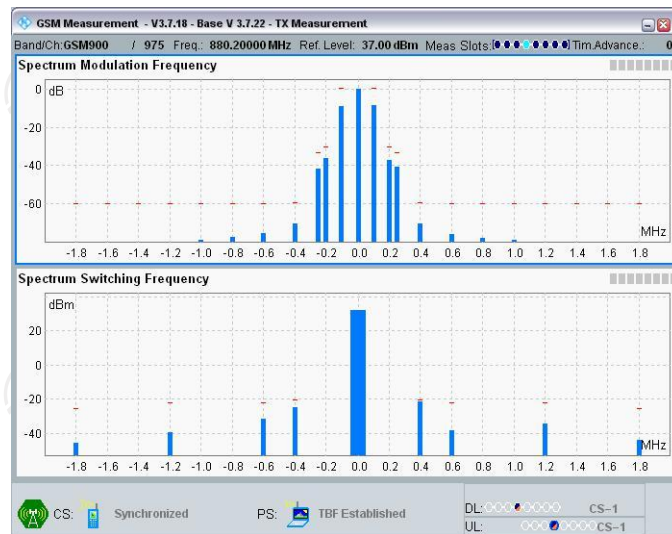 GSM Measurement - V3.7.18 - Base V 3.7.22 - TX Measurement
Band/Ch:GSM900 / 975 Freq.: 880.20000 MHz Ref. Level: 37.00 dBm Meas Slots: Tim.Advance.: 0
Spectrum Modulation Frequency
dB
0
-20
-40
-60
MHz
-1.8 -1.6 -1.4 -1.2 -1.0 -0.8 -0.6 -0.4 -0.2 0.0 0.2 0.4 0.6 0.8 1.0 1.2 1.4 1.6 1.8
Spectrum Switching Frequency
dBm
20
0
-20
-40
MHz
-1.8 -1.6 -1.4 -1.2 -1.0 -0.8 -0.6 -0.4 -0.2 0.0 0.2 0.4 0.6 0.8 1.0 1.2 1.4 1.6 1.8
CS: Synchronized PS: TBF Established DL: CS-1
UL: CS-1